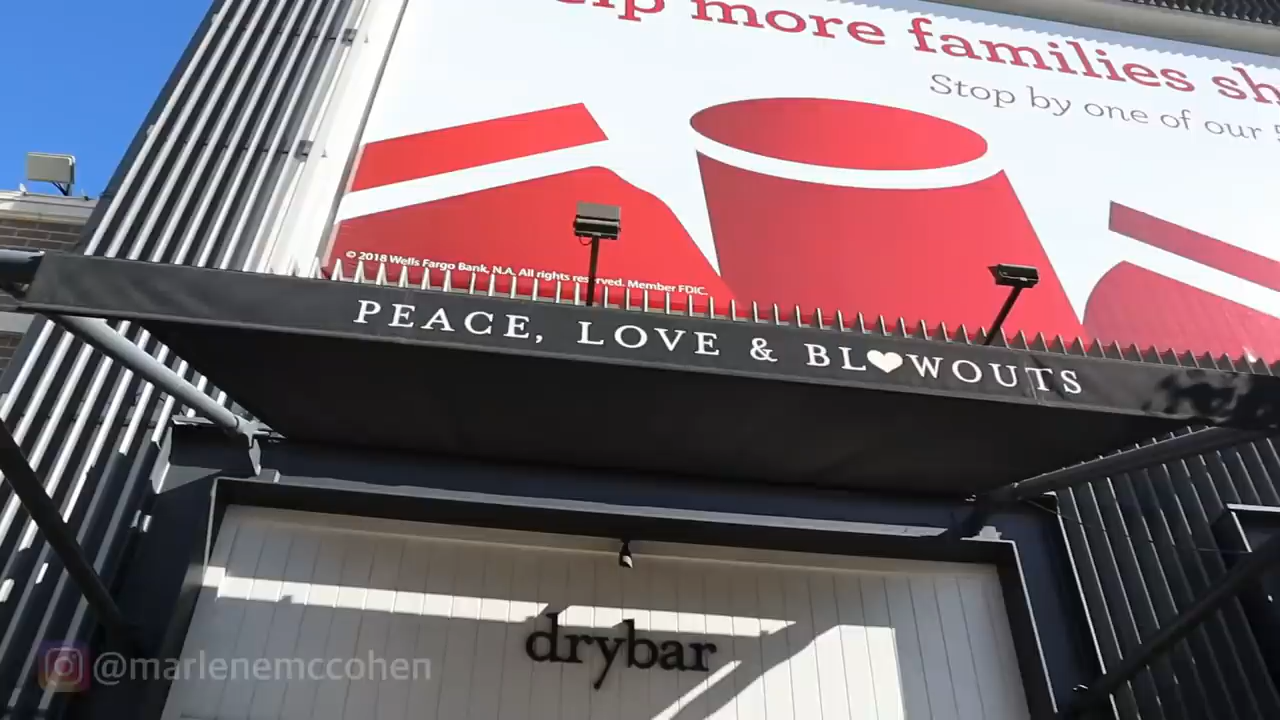 more families
Stop by one of our
© 2018 Wells Fargo Bank, N.A. All rights reserved. Member FDIC.
PEACE, LOVE & BL♥WOUTS
drybar
@marlenemccohen